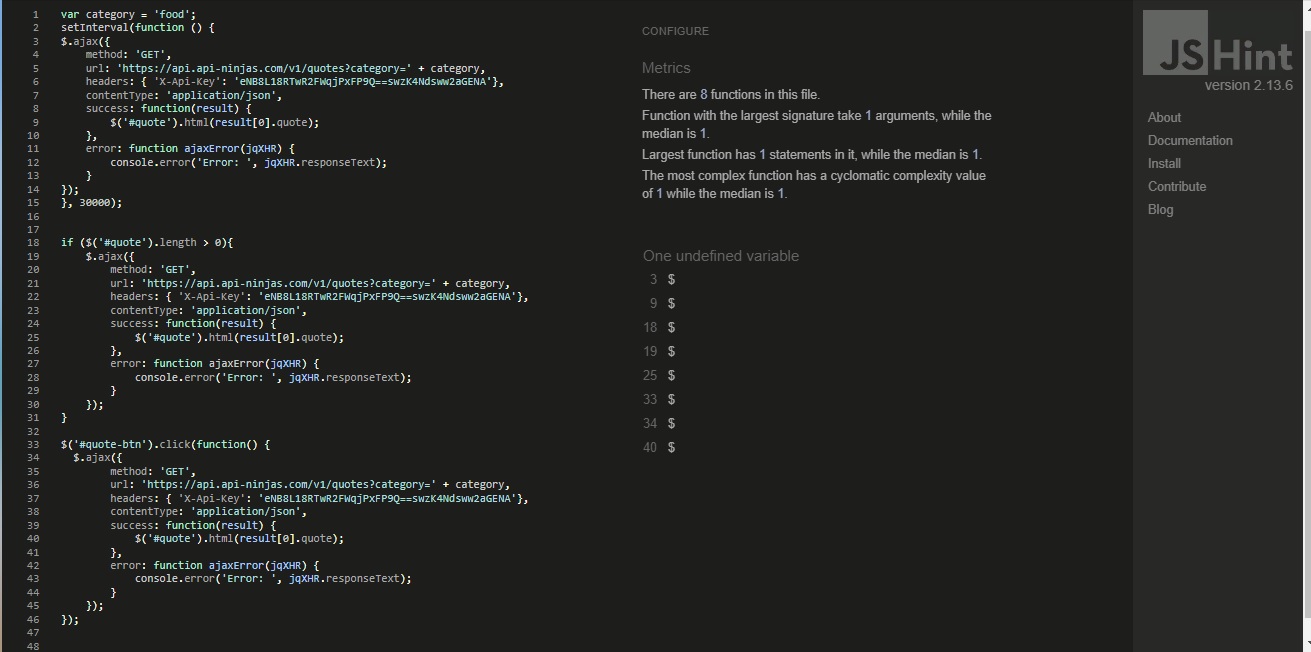 1 var category = 'food';
2 setInterval(function () {
3 $.ajax({
4 method: 'GET',
5 url: 'https://api.api-ninjas.com/v1/quotes?category=' + category,
6 headers: { 'X-Api-Key': 'eNB8L18RTwR2FWqjPxFP9Q==swzK4Ndsww2aGENA'},
7 contentType: 'application/json',
8 success: function(result) {
9 $('#quote').html(result[0].quote);
10 },
11 error: function ajaxError(jqXHR) {
12 console.error('Error: ', jqXHR.responseText);
13 }
14 });
15 }, 30000);
16
17
18 if ($('#quote').length > 0){
19 $.ajax({
20 method: 'GET',
21 url: 'https://api.api-ninjas.com/v1/quotes?category=' + category,
22 headers: { 'X-Api-Key': 'eNB8L18RTwR2FWqjPxFP9Q==swzK4Ndsww2aGENA'},
23 contentType: 'application/json',
24 success: function(result) {
25 $('#quote').html(result[0].quote);
26 },
27 error: function ajaxError(jqXHR) {
28 console.error('Error: ', jqXHR.responseText);
29 }
30 });
31 }
32
33 $('#quote-btn').click(function() {
34 $.ajax({
35 method: 'GET',
36 url: 'https://api.api-ninjas.com/v1/quotes?category=' + category,
37 headers: { 'X-Api-Key': 'eNB8L18RTwR2FWqjPxFP9Q==swzK4Ndsww2aGENA'},
38 contentType: 'application/json',
39 success: function(result) {
40 $('#quote').html(result[0].quote);
41 },
42 error: function ajaxError(jqXHR) {
43 console.error('Error: ', jqXHR.responseText);
44 }
45 });
46 });
47
48
CONFIGURE
Metrics
There are 8 functions in this file.
Function with the largest signature take 1 arguments, while the
median is 1.
Largest function has 1 statements in it, while the median is 1.
The most complex function has a cyclomatic complexity value
of 1 while the median is 1.
One undefined variable
3 $
9 $
18 $
19 $
25 $
33 $
34 $
40 $
JSHint
version 2.13.6
About
Documentation
Install
Contribute
Blog